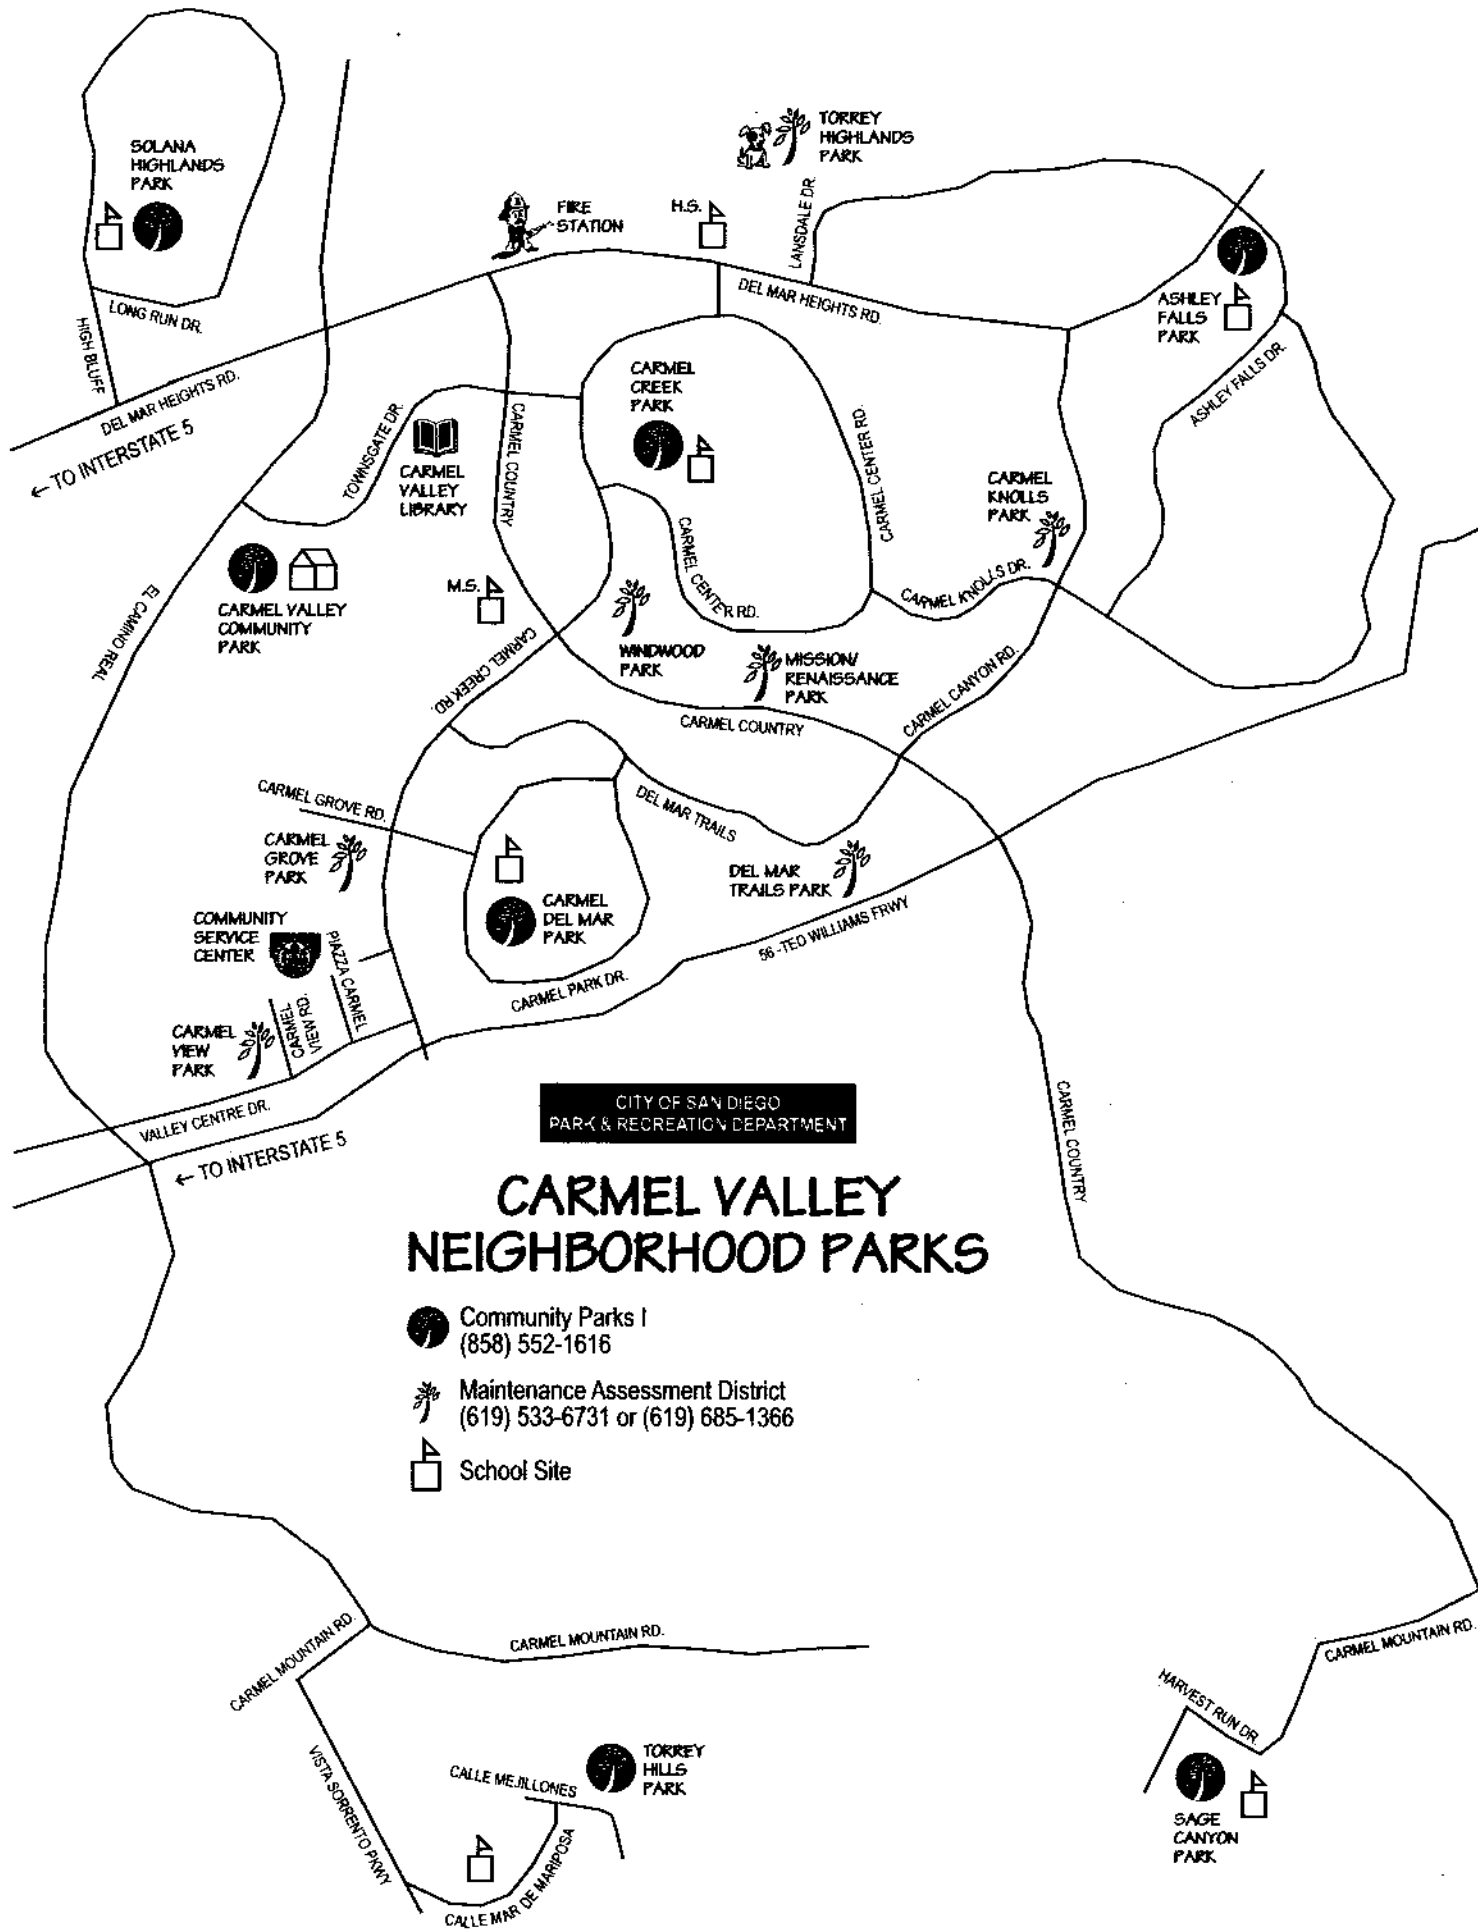 TORREY
HIGHLANDS
PARK
SOLANA
HIGHLANDS
PARK
FIRE
STATION
H.S.
LANSDALE DR.
DEL MAR HEIGHTS RD.
ASHLEY
FALLS
PARK
LONG RUN DR.
HIGH BLUFF
DEL MAR HEIGHTS RD.
← TO INTERSTATE 5
ASHLEY FALLS DR.
CARMEL
CREEK
PARK
TOWNSGATE DR.
CARMEL
VALLEY
LIBRARY
CARMEL COUNTRY
CARMEL CENTER RD.
CARMEL
KNOLLS
PARK
CARMEL CENTER RD.
CARMEL KNOLLS DR.
EL CAMINO REAL
CARMEL VALLEY
COMMUNITY
PARK
M.S.
CARMEL CREEK RD.
WINDWOOD
PARK
MISSION/
RENAISSANCE
PARK
CARMEL COUNTRY
CARMEL CANYON RD.
CARMEL GROVE RD.
DEL MAR TRAILS
CARMEL
GROVE
PARK
DEL MAR
TRAILS PARK
CARMEL
DEL MAR
PARK
COMMUNITY
SERVICE
CENTER
PIAZZA CARMEL
56 -TED WILLIAMS FRWY
CARMEL PARK DR.
CARMEL
VIEW RD.
CARMEL
VIEW
PARK
VALLEY CENTRE DR.
← TO INTERSTATE 5
CARMEL COUNTRY
CITY OF SAN DIEGO
PARK & RECREATION DEPARTMENT
CARMEL VALLEY
NEIGHBORHOOD PARKS
Community Parks I
(858) 552-1616
Maintenance Assessment District
(619) 533-6731 or (619) 685-1366
School Site
CARMEL MOUNTAIN RD.
CARMEL MOUNTAIN RD.
CARMEL MOUNTAIN RD.
HARVEST RUN DR.
VISTA SORRENTO PKWY
CALLE MEJILLONES
TORREY
HILLS
PARK
CALLE MAR DE MARIPOSA
SAGE
CANYON
PARK